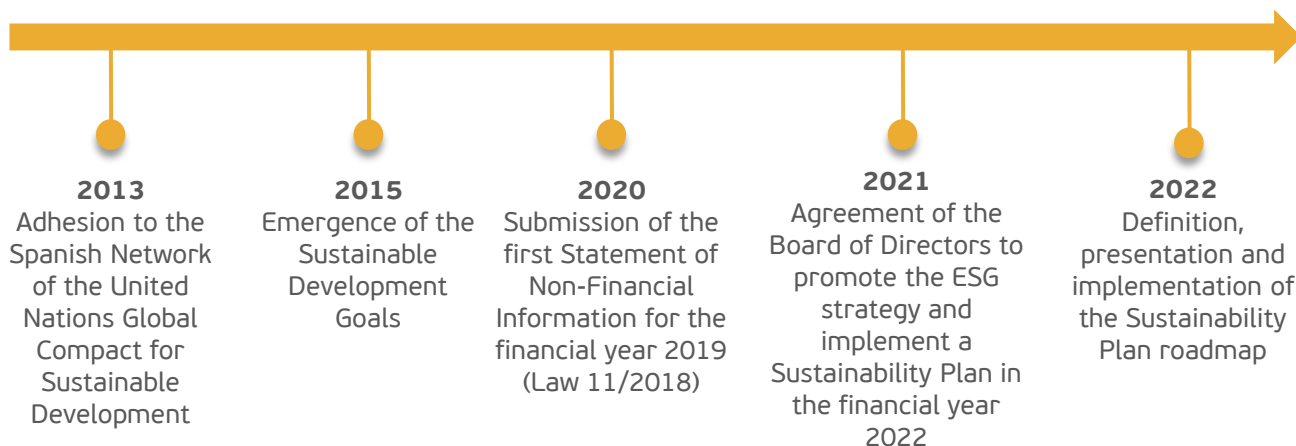 2013
Adhesion to the
Spanish Network
of the United
Nations Global
Compact for
Sustainable
Development
2015
Emergence of the
Sustainable
Development
Goals
2020
Submission of the
first Statement of
Non-Financial
Information for the
financial year 2019
(Law 11/2018)
2021
Agreement of the
Board of Directors to
promote the ESG
strategy and
implement a
Sustainability Plan in
the financial year
2022
2022
Definition,
presentation and
implementation of
the Sustainability
Plan roadmap